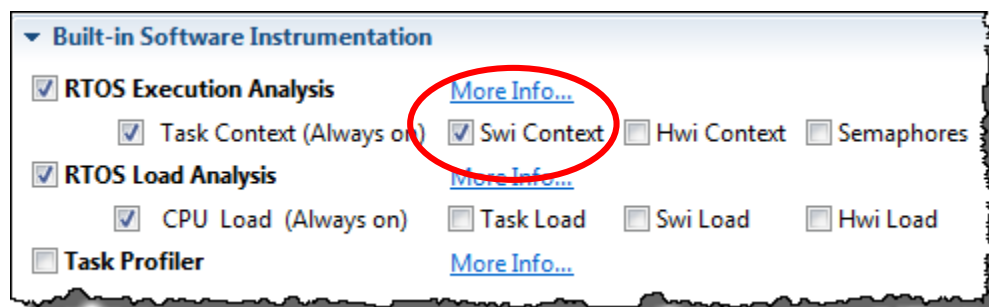 Built-in Software Instrumentation
RTOS Execution Analysis More Info...
Task Context (Always on) Swi Context Hwi Context Semaphores
RTOS Load Analysis More Info...
CPU Load (Always on) Task Load Swi Load Hwi Load
Task Profiler More Info...